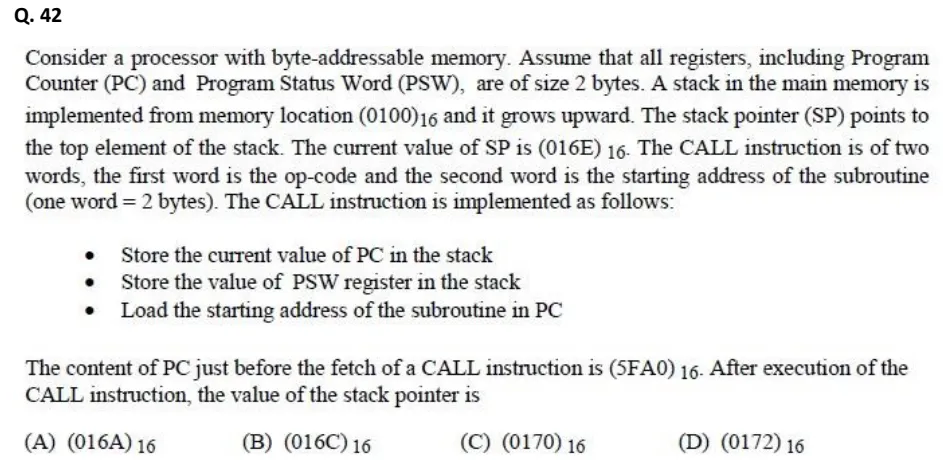 Q. 42
Consider a processor with byte-addressable memory. Assume that all registers, including Program
Counter (PC) and Program Status Word (PSW), are of size 2 bytes. A stack in the main memory is
implemented from memory location (0100)16 and it grows upward. The stack pointer (SP) points to
the top element of the stack. The current value of SP is (016E) 16. The CALL instruction is of two
words, the first word is the op-code and the second word is the starting address of the subroutine
(one word = 2 bytes). The CALL instruction is implemented as follows:
• Store the current value of PC in the stack
• Store the value of PSW register in the stack
• Load the starting address of the subroutine in PC
The content of PC just before the fetch of a CALL instruction is (5FA0) 16. After execution of the
CALL instruction, the value of the stack pointer is
(A) (016A) 16 (B) (016C) 16 (C) (0170) 16 (D) (0172) 16